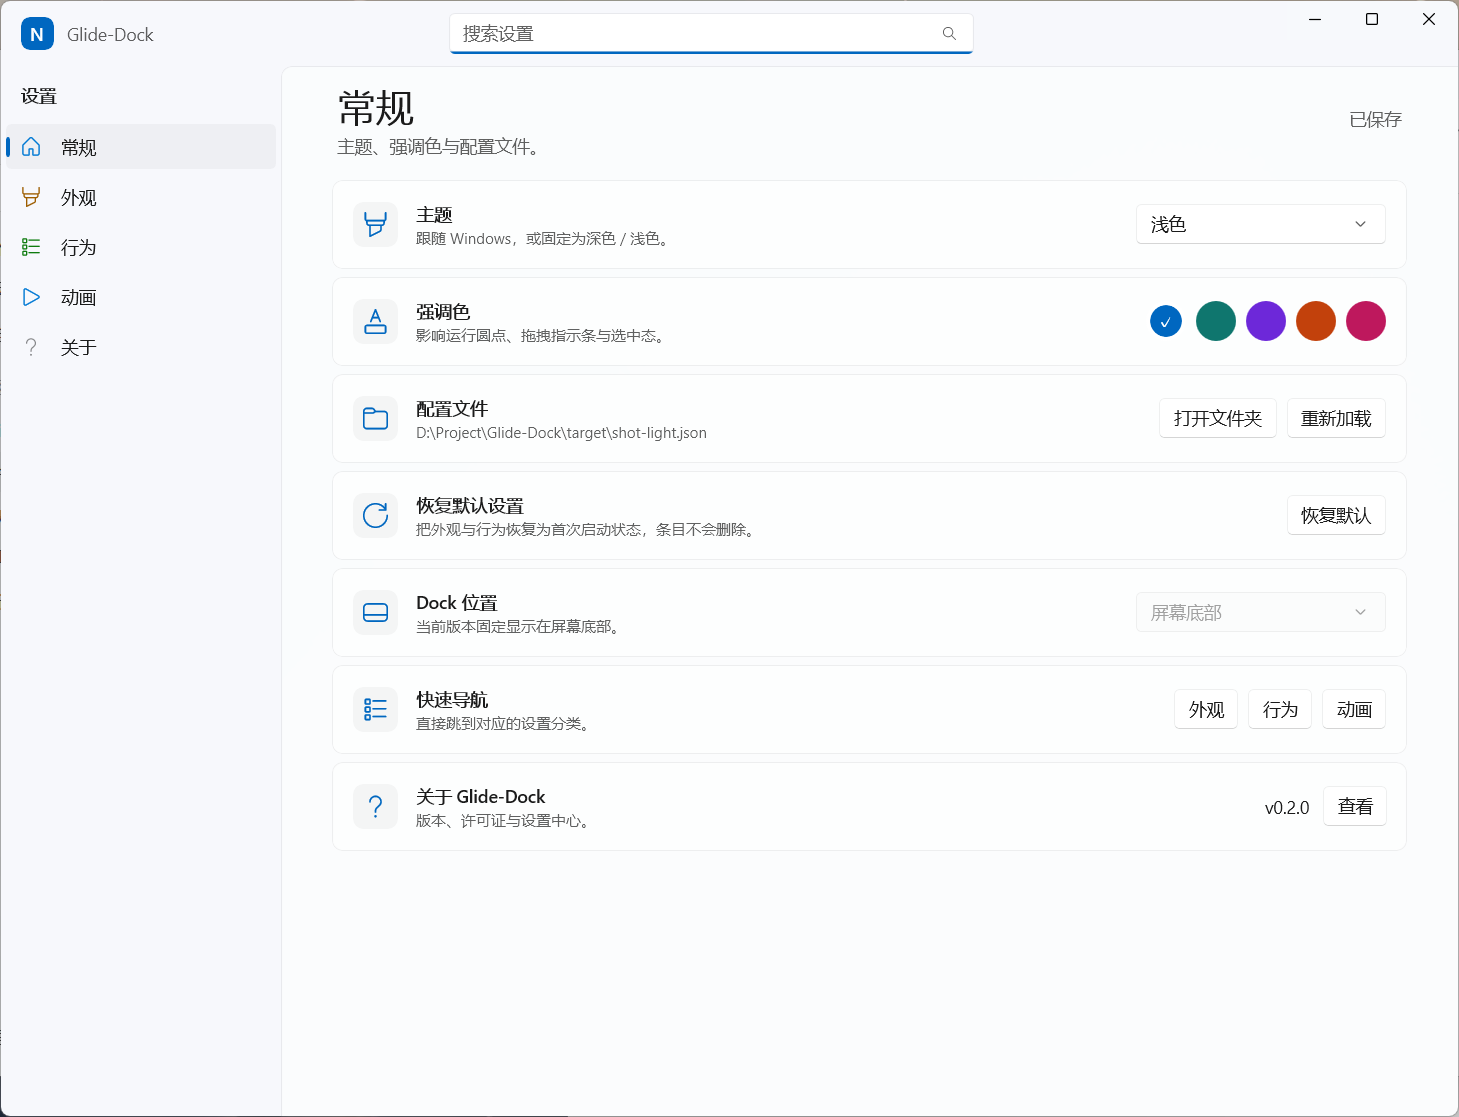 N Glide-Dock
搜索设置
设置
常规
外观
行为
动画
关于
常规
主题、强调色与配置文件。
已保存
主题
跟随 Windows，或固定为深色 / 浅色。
浅色
强调色
影响运行圆点、拖拽指示条与选中态。
配置文件
D:\Project\Glide-Dock\target\shot-light.json
打开文件夹
重新加载
恢复默认设置
把外观与行为恢复为首次启动状态，条目不会删除。
恢复默认
Dock 位置
当前版本固定显示在屏幕底部。
屏幕底部
快速导航
直接跳到对应的设置分类。
外观
行为
动画
关于 Glide-Dock
版本、许可证与设置中心。
v0.2.0
查看